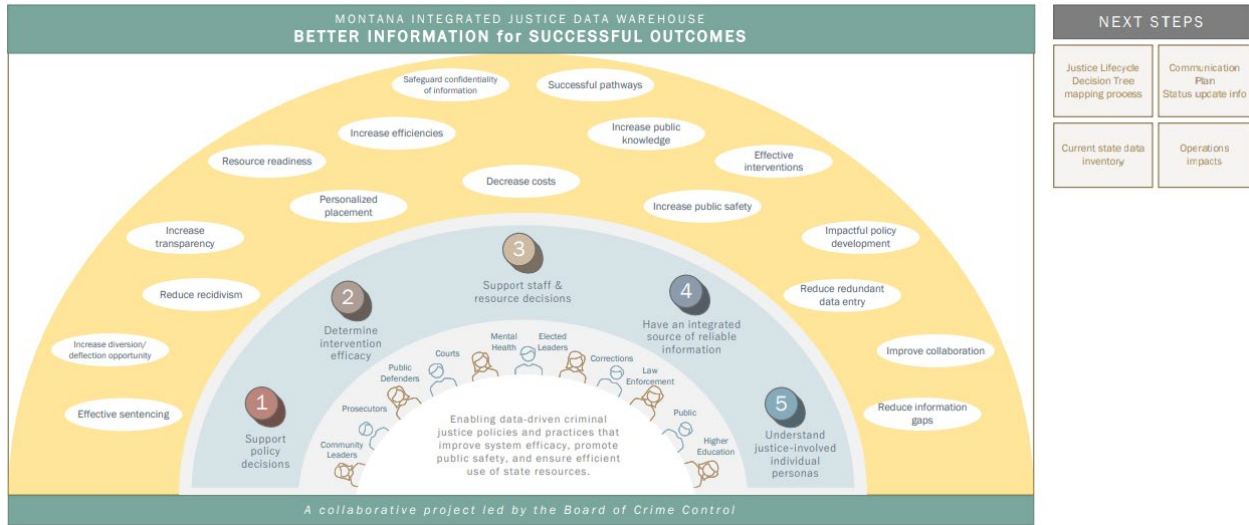 MONTANA INTEGRATED JUSTICE DATA WAREHOUSE
BETTER INFORMATION for SUCCESSFUL OUTCOMES
Safeguard confidentiality
of information
Successful pathways
Increase efficiencies
Increase public
knowledge
Resource readiness
Effective
interventions
Decrease costs
Personalized
placement
Increase public safety
Increase
transparency
Impactful policy
development
Reduce recidivism
Reduce redundant
data entry
Increase diversion/
deflection opportunity
Improve collaboration
Effective sentencing
Reduce information
gaps
1
Support
policy
decisions
2
Determine
intervention
efficacy
3
Support staff &
resource decisions
4
Have an integrated
source of reliable
information
5
Understand
justice-involved
individual
personas
Community
Leaders
Prosecutors
Public
Defenders
Courts
Mental
Health
Elected
Leaders
Corrections
Law
Enforcement
Public
Higher
Education
Enabling data-driven criminal
justice policies and practices that
improve system efficacy, promote
public safety, and ensure efficient
use of state resources.
A collaborative project led by the Board of Crime Control
NEXT STEPS
Justice Lifecycle
Decision Tree
mapping process
Communication
Plan
Status update info
Current state data
inventory
Operations
impacts